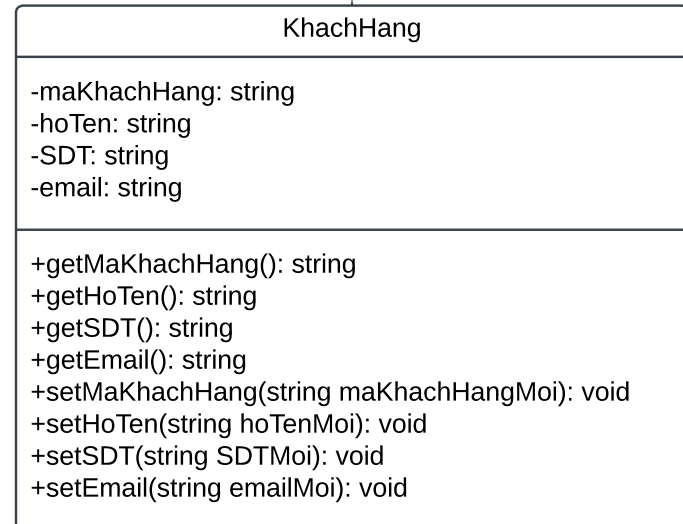 KhachHang
-maKhachHang: string
-hoTen: string
-SDT: string
-email: string
+getMaKhachHang(): string
+getHoTen(): string
+getSDT(): string
+getEmail(): string
+setMaKhachHang(string maKhachHangMoi): void
+setHoTen(string hoTenMoi): void
+setSDT(string SDTMoi): void
+setEmail(string emailMoi): void